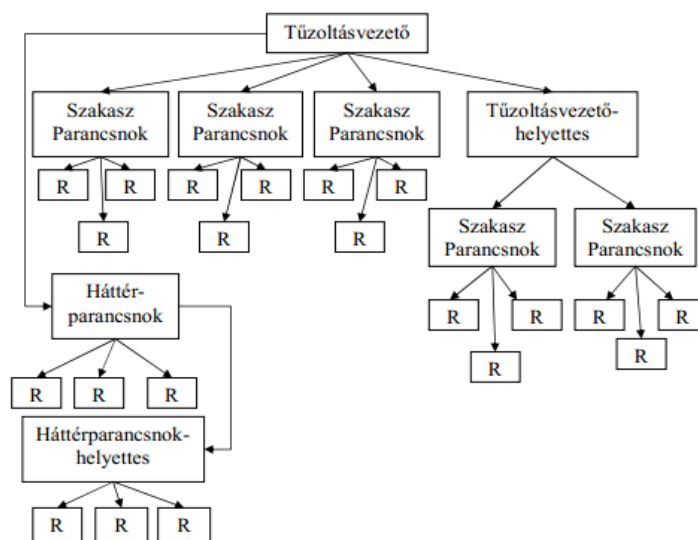 Tűzoltásvezető
Szakasz
Parancsnok
Szakasz
Parancsnok
Szakasz
Parancsnok
Tűzoltásvezető-
helyettes
R
R
R
R
R
R
R
R
R
Szakasz
Parancsnok
Szakasz
Parancsnok
R
R
R
R
R
R
Háttér-
parancsnok
R
R
R
Háttérparancsnok-
helyettes
R
R
R